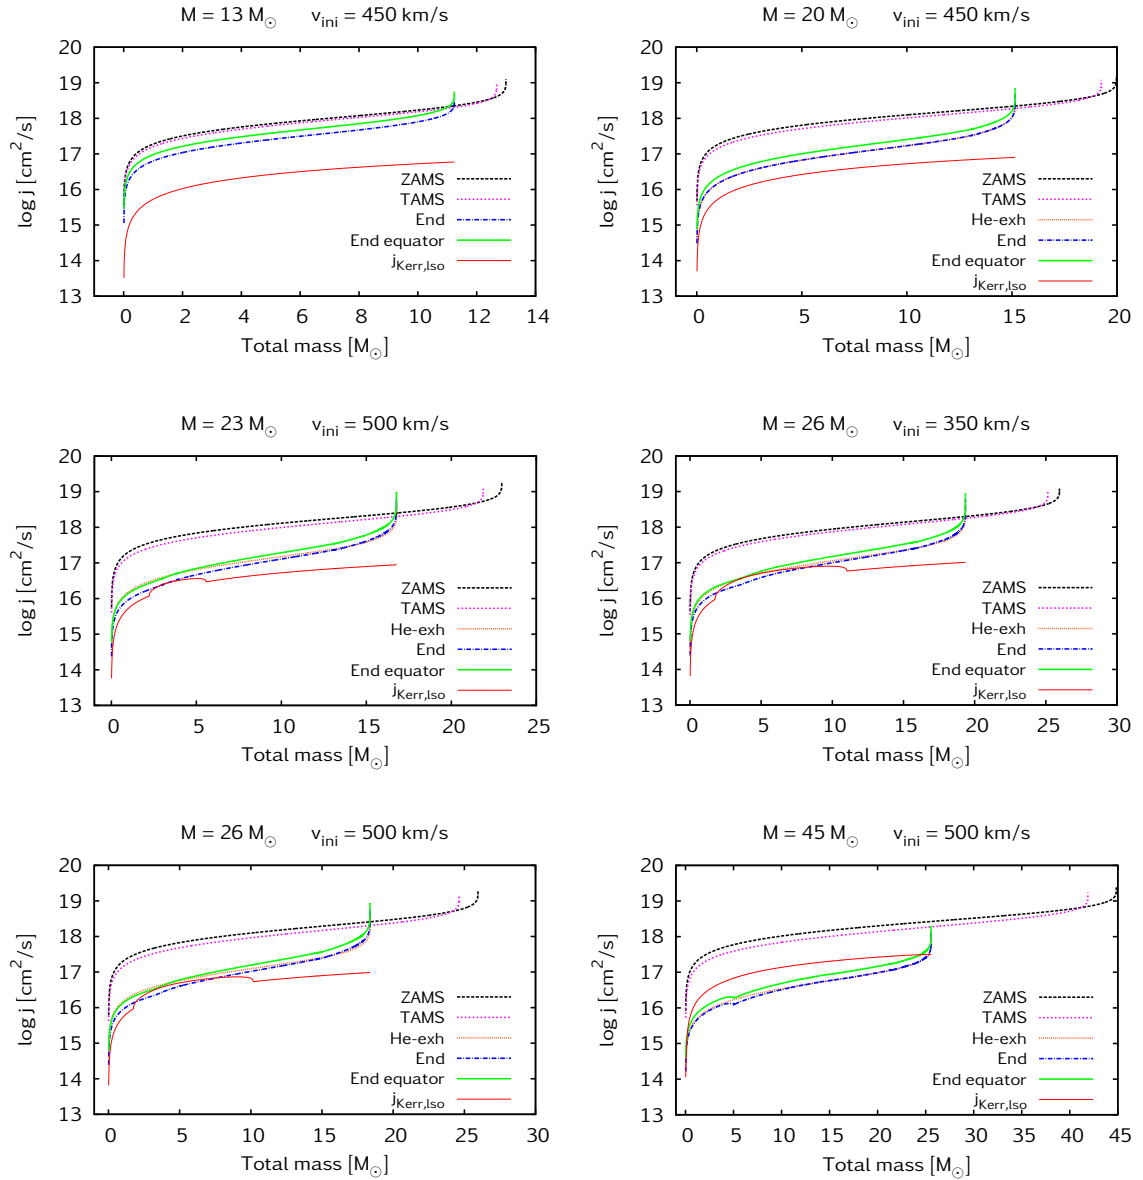 M = 13 M☉ v_ini = 450 km/s
20
19
18
17
16
15
14
13
log j [cm²/s]
ZAMS
TAMS
End
End equator
j_Kerr,lso
0 2 4 6 8 10 12 14
Total mass [M☉]
M = 20 M☉ v_ini = 450 km/s
20
19
18
17
16
15
14
13
log j [cm²/s]
ZAMS
TAMS
He-exh
End
End equator
j_Kerr,lso
0 5 10 15 20
Total mass [M☉]
M = 23 M☉ v_ini = 500 km/s
20
19
18
17
16
15
14
13
log j [cm²/s]
ZAMS
TAMS
He-exh
End
End equator
j_Kerr,lso
0 5 10 15 20 25
Total mass [M☉]
M = 26 M☉ v_ini = 350 km/s
20
19
18
17
16
15
14
13
log j [cm²/s]
ZAMS
TAMS
He-exh
End
End equator
j_Kerr,lso
0 5 10 15 20 25 30
Total mass [M☉]
M = 26 M☉ v_ini = 500 km/s
20
19
18
17
16
15
14
13
log j [cm²/s]
ZAMS
TAMS
He-exh
End
End equator
j_Kerr,lso
0 5 10 15 20 25 30
Total mass [M☉]
M = 45 M☉ v_ini = 500 km/s
20
19
18
17
16
15
14
13
log j [cm²/s]
ZAMS
TAMS
He-exh
End
End equator
j_Kerr,lso
0 5 10 15 20 25 30 35 40 45
Total mass [M☉]